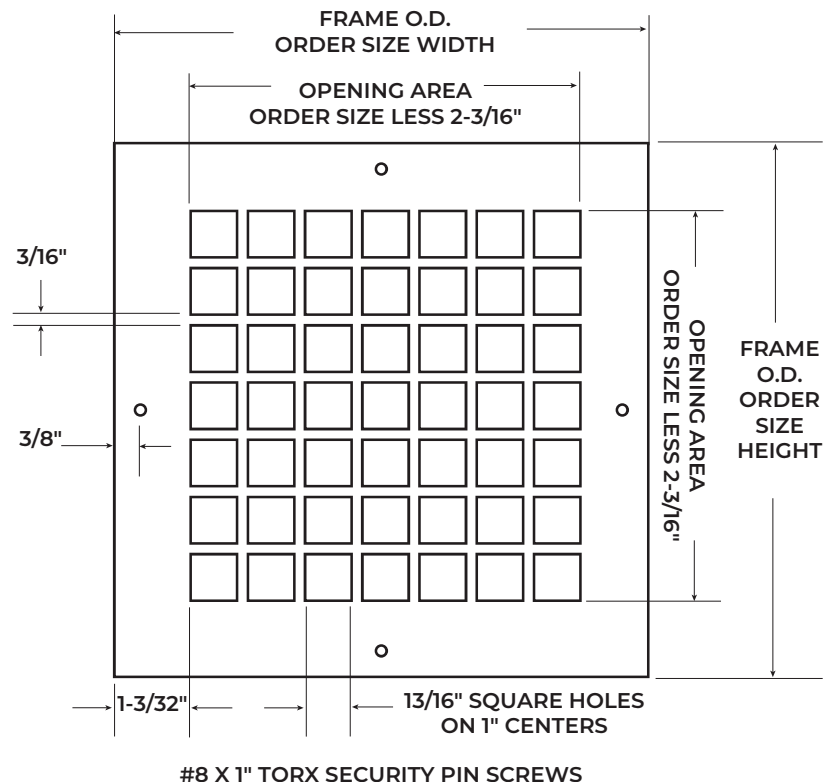 FRAME O.D.
ORDER SIZE WIDTH
OPENING AREA
ORDER SIZE LESS 2-3/16"
3/16"
3/8"
OPENING AREA
ORDER SIZE LESS 2-3/16"
FRAME
O.D.
ORDER
SIZE
HEIGHT
1-3/32"
13/16" SQUARE HOLES
ON 1" CENTERS
#8 X 1" TORX SECURITY PIN SCREWS